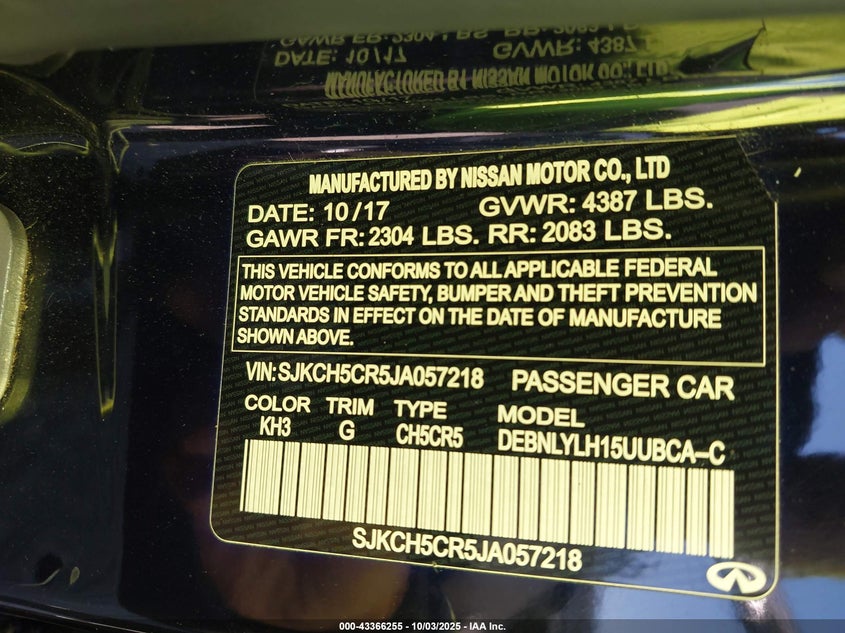 MANUFACTURED BY NISSAN MOTOR CO., LTD
DATE: 10/17 GVWR: 4387 LBS.
GAWR FR: 2304 LBS. RR: 2083 LBS.
THIS VEHICLE CONFORMS TO ALL APPLICABLE FEDERAL
MOTOR VEHICLE SAFETY, BUMPER AND THEFT PREVENTION
STANDARDS IN EFFECT ON THE DATE OF MANUFACTURE
SHOWN ABOVE.
VIN: SJKCH5CR5JA057218 PASSENGER CAR
COLOR TRIM TYPE MODEL
KH3 G CH5CR5 DEBNLYLH15UUBCA-C
SJKCH5CR5JA057218
000-43366255 - 10/03/2025 - IAA Inc.